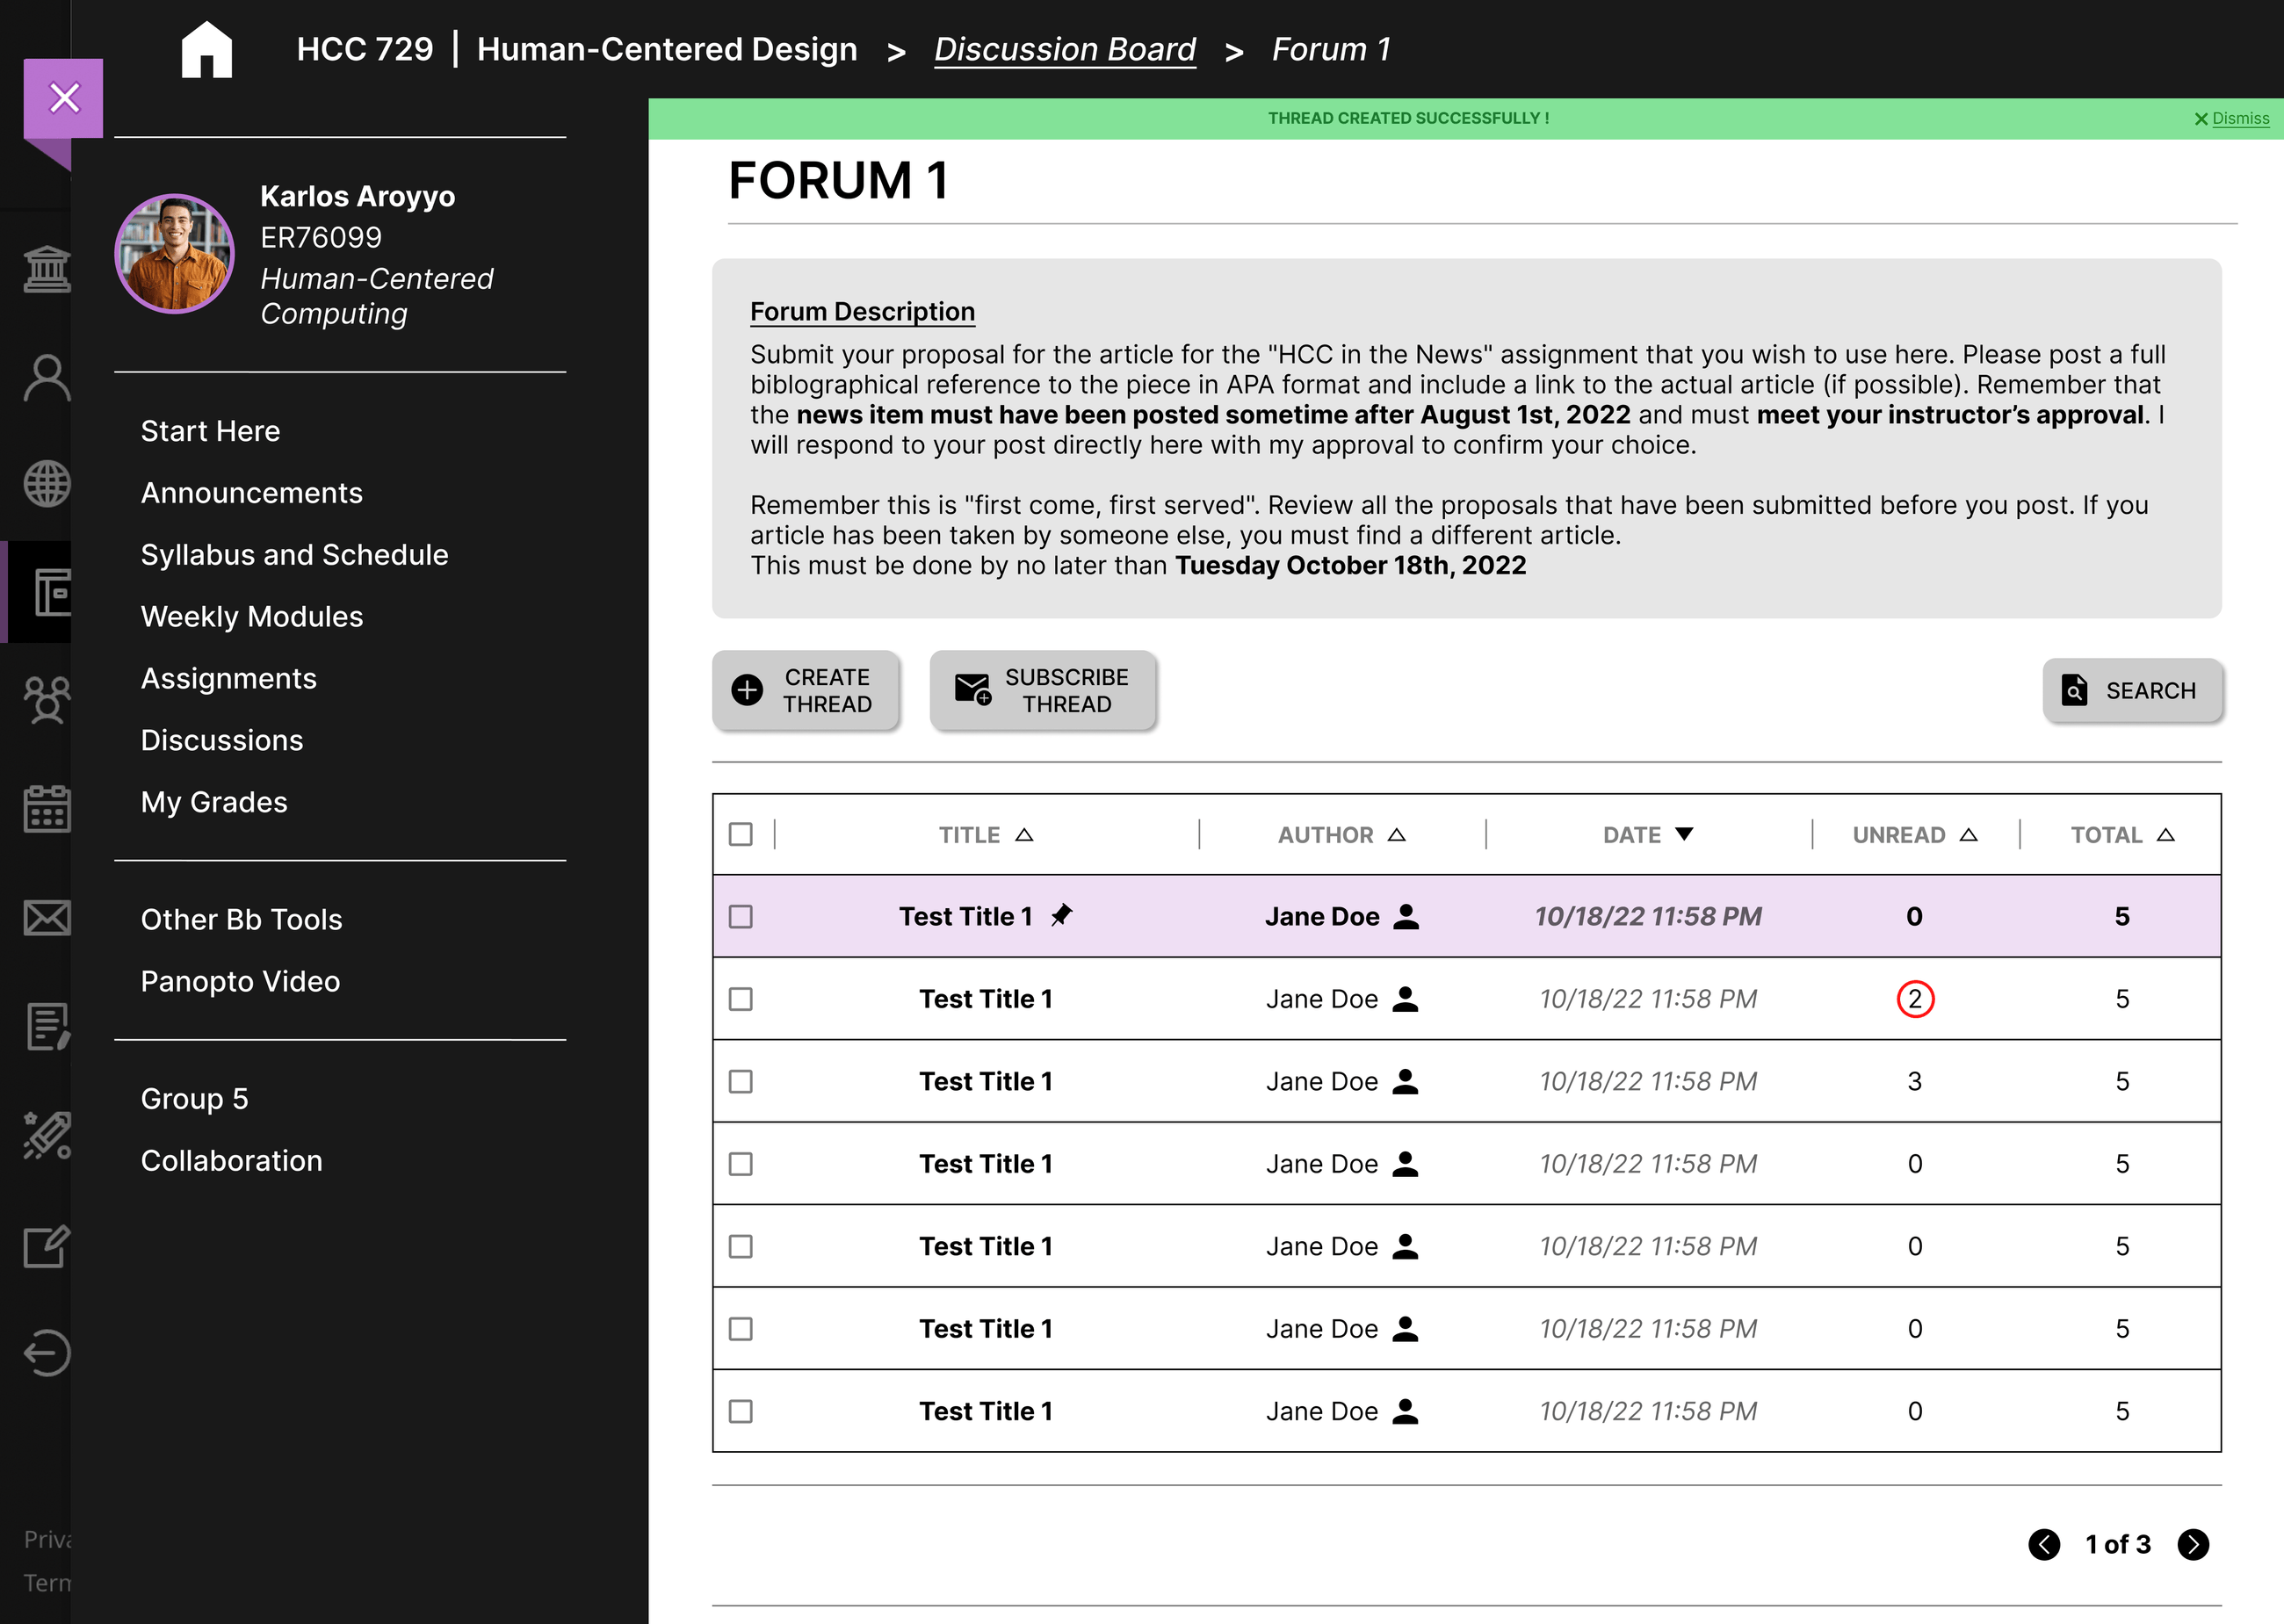 HCC 729 | Human-Centered Design > Discussion Board > Forum 1
THREAD CREATED SUCCESSFULLY !
Dismiss
Karlos Aroyyo
ER76099
Human-Centered
Computing
Start Here
Announcements
Syllabus and Schedule
Weekly Modules
Assignments
Discussions
My Grades
Other Bb Tools
Panopto Video
Group 5
Collaboration
Priva
Term
FORUM 1
Forum Description
Submit your proposal for the article for the "HCC in the News" assignment that you wish to use here. Please post a full
biblographical reference to the piece in APA format and include a link to the actual article (if possible). Remember that
the news item must have been posted sometime after August 1st, 2022 and must meet your instructor’s approval. I
will respond to your post directly here with my approval to confirm your choice.
Remember this is "first come, first served". Review all the proposals that have been submitted before you post. If you
article has been taken by someone else, you must find a different article.
This must be done by no later than Tuesday October 18th, 2022
CREATE
THREAD
SUBSCRIBE
THREAD
SEARCH
TITLE AUTHOR DATE UNREAD TOTAL
Test Title 1 Jane Doe 10/18/22 11:58 PM 0 5
Test Title 1 Jane Doe 10/18/22 11:58 PM 2 5
Test Title 1 Jane Doe 10/18/22 11:58 PM 3 5
Test Title 1 Jane Doe 10/18/22 11:58 PM 0 5
Test Title 1 Jane Doe 10/18/22 11:58 PM 0 5
Test Title 1 Jane Doe 10/18/22 11:58 PM 0 5
Test Title 1 Jane Doe 10/18/22 11:58 PM 0 5
1 of 3